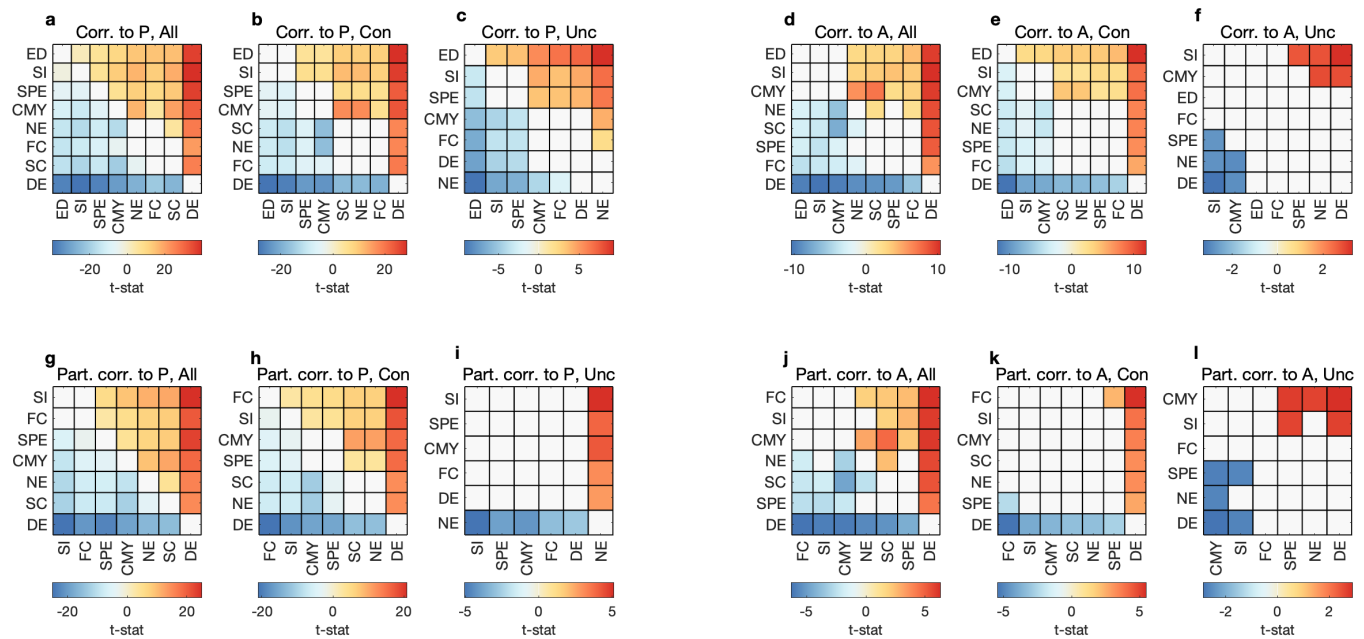 a
Corr. to P, All
ED
SI
SPE
CMY
NE
FC
SC
DE
ED SI SPE CMY NE FC SC DE
-20 0 20
t-stat
b
Corr. to P, Con
ED
SI
SPE
CMY
SC
NE
FC
DE
ED SI SPE CMY SC NE FC DE
-20 0 20
t-stat
c
Corr. to P, Unc
ED
SI
SPE
CMY
FC
DE
NE
ED SI SPE CMY FC DE NE
-5 0 5
t-stat
d
Corr. to A, All
ED
SI
CMY
NE
SC
SPE
FC
DE
ED SI CMY NE SC SPE FC DE
-10 0 10
t-stat
e
Corr. to A, Con
ED
SI
CMY
SC
NE
SPE
FC
DE
ED SI CMY SC NE SPE FC DE
-10 0 10
t-stat
f
Corr. to A, Unc
SI
CMY
ED
FC
SPE
NE
DE
SI CMY ED FC SPE NE DE
-2 0 2
t-stat
g
Part. corr. to P, All
SI
FC
SPE
CMY
NE
SC
DE
SI FC SPE CMY NE SC DE
-20 0 20
t-stat
h
Part. corr. to P, Con
FC
SI
CMY
SPE
SC
NE
DE
FC SI CMY SPE SC NE DE
-20 0 20
t-stat
i
Part. corr. to P, Unc
SI
SPE
CMY
FC
DE
NE
SI SPE CMY FC DE NE
-5 0 5
t-stat
j
Part. corr. to A, All
FC
SI
CMY
NE
SC
SPE
DE
FC SI CMY NE SC SPE DE
-5 0 5
t-stat
k
Part. corr. to A, Con
FC
SI
CMY
SC
NE
SPE
DE
FC SI CMY SC NE SPE DE
-5 0 5
t-stat
l
Part. corr. to A, Unc
CMY
SI
FC
SPE
NE
DE
CMY SI FC SPE NE DE
-2 0 2
t-stat